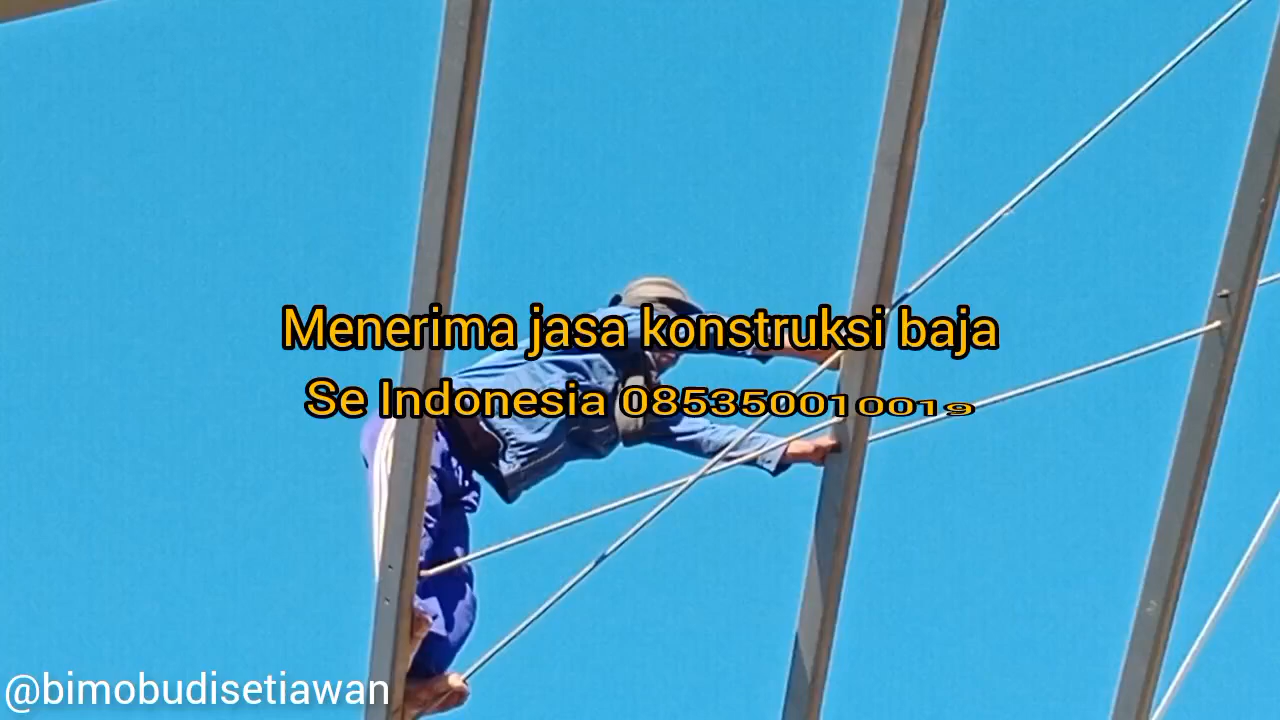 Menerima jasa konstruksi baja
Se Indonesia 085350010019
@bimobudisetiawan